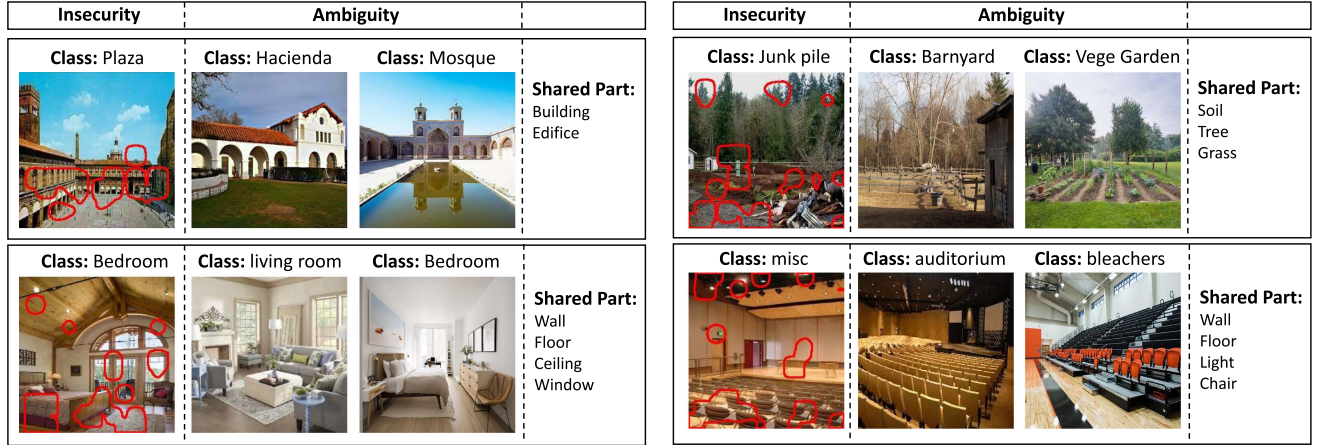 Insecurity Ambiguity
Class: Plaza Class: Hacienda Class: Mosque
Shared Part:
Building
Edifice
Class: Bedroom Class: living room Class: Bedroom
Shared Part:
Wall
Floor
Ceiling
Window
Insecurity Ambiguity
Class: Junk pile Class: Barnyard Class: Vege Garden
Shared Part:
Soil
Tree
Grass
Class: misc Class: auditorium Class: bleachers
Shared Part:
Wall
Floor
Light
Chair